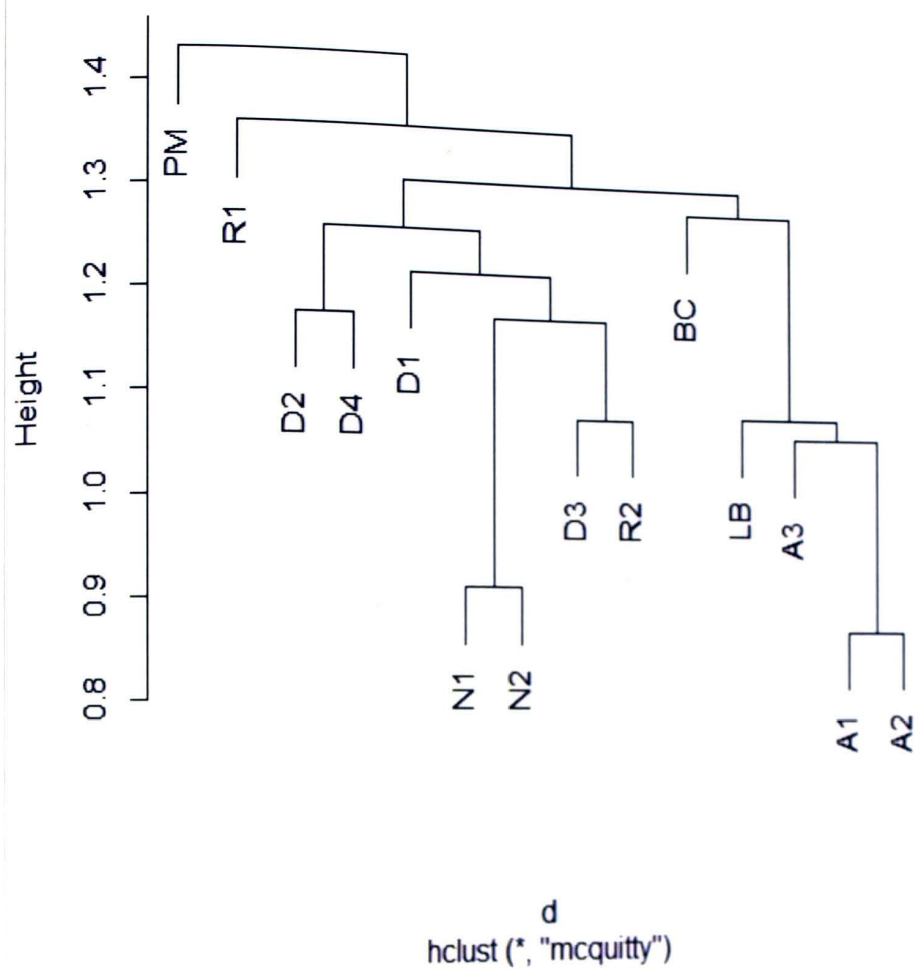 Height
1.4
1.3
1.2
1.1
1.0
0.9
0.8
PM
R1
D2
D4
D1
N1
N2
D3
R2
BC
LB
A3
A1
A2
d
hclust (*, "mcquitty")